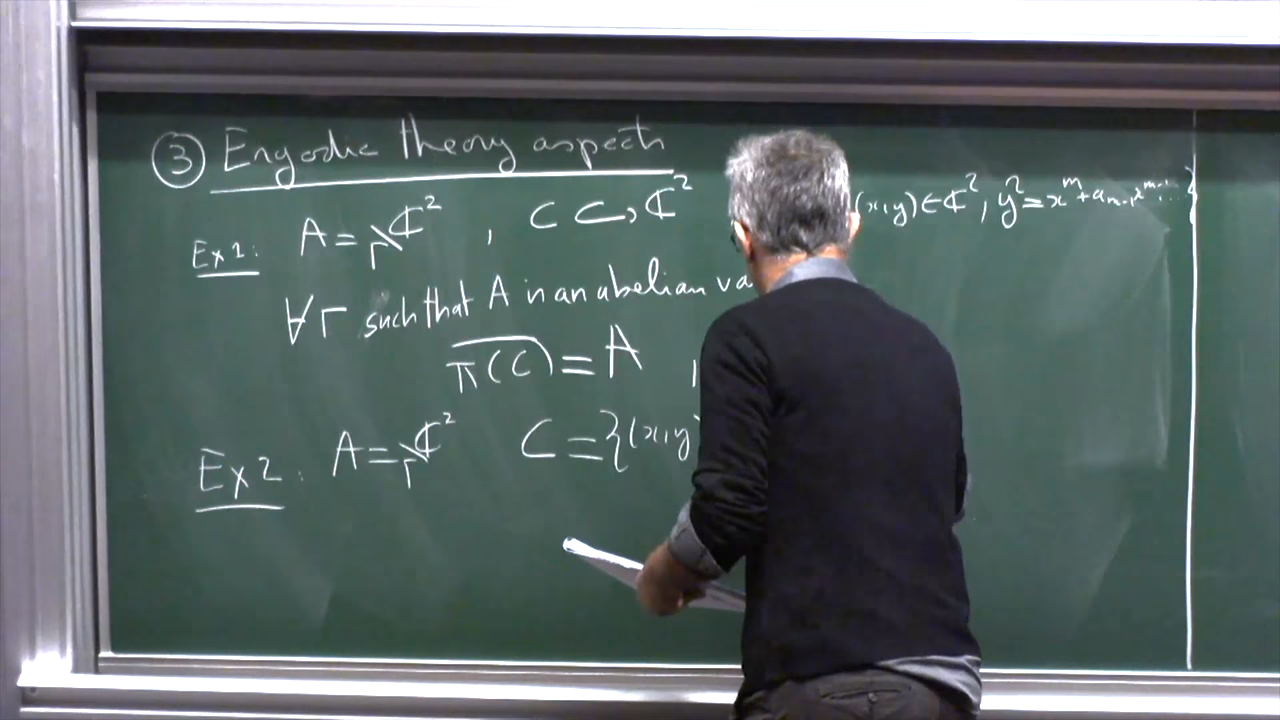 ③ Ergodic theory aspects
Ex 1: A = Γ\ℂ², C ⊂ ℂ² (x,y) ∈ ℂ², y² = x^m + a_{m-1} x^{m-1} ... }
∀ Γ such that A is an abelian va
π(C)‾ = A ,
Ex 2: A = Γ\ℂ² C = {(x,y)